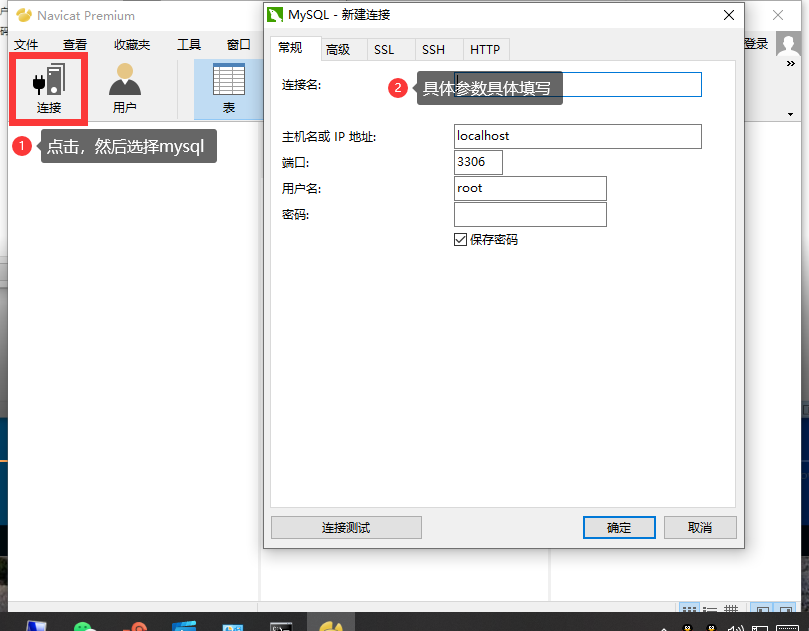 Navicat Premium
MySQL - 新建连接
文件 查看 收藏夹 工具 窗口
登录
常规 高级 SSL SSH HTTP
连接 用户 表
连接名:
2 具体参数具体填写
1 点击，然后选择mysql
主机名或 IP 地址: localhost
端口: 3306
用户名: root
密码:
保存密码
连接测试 确定 取消